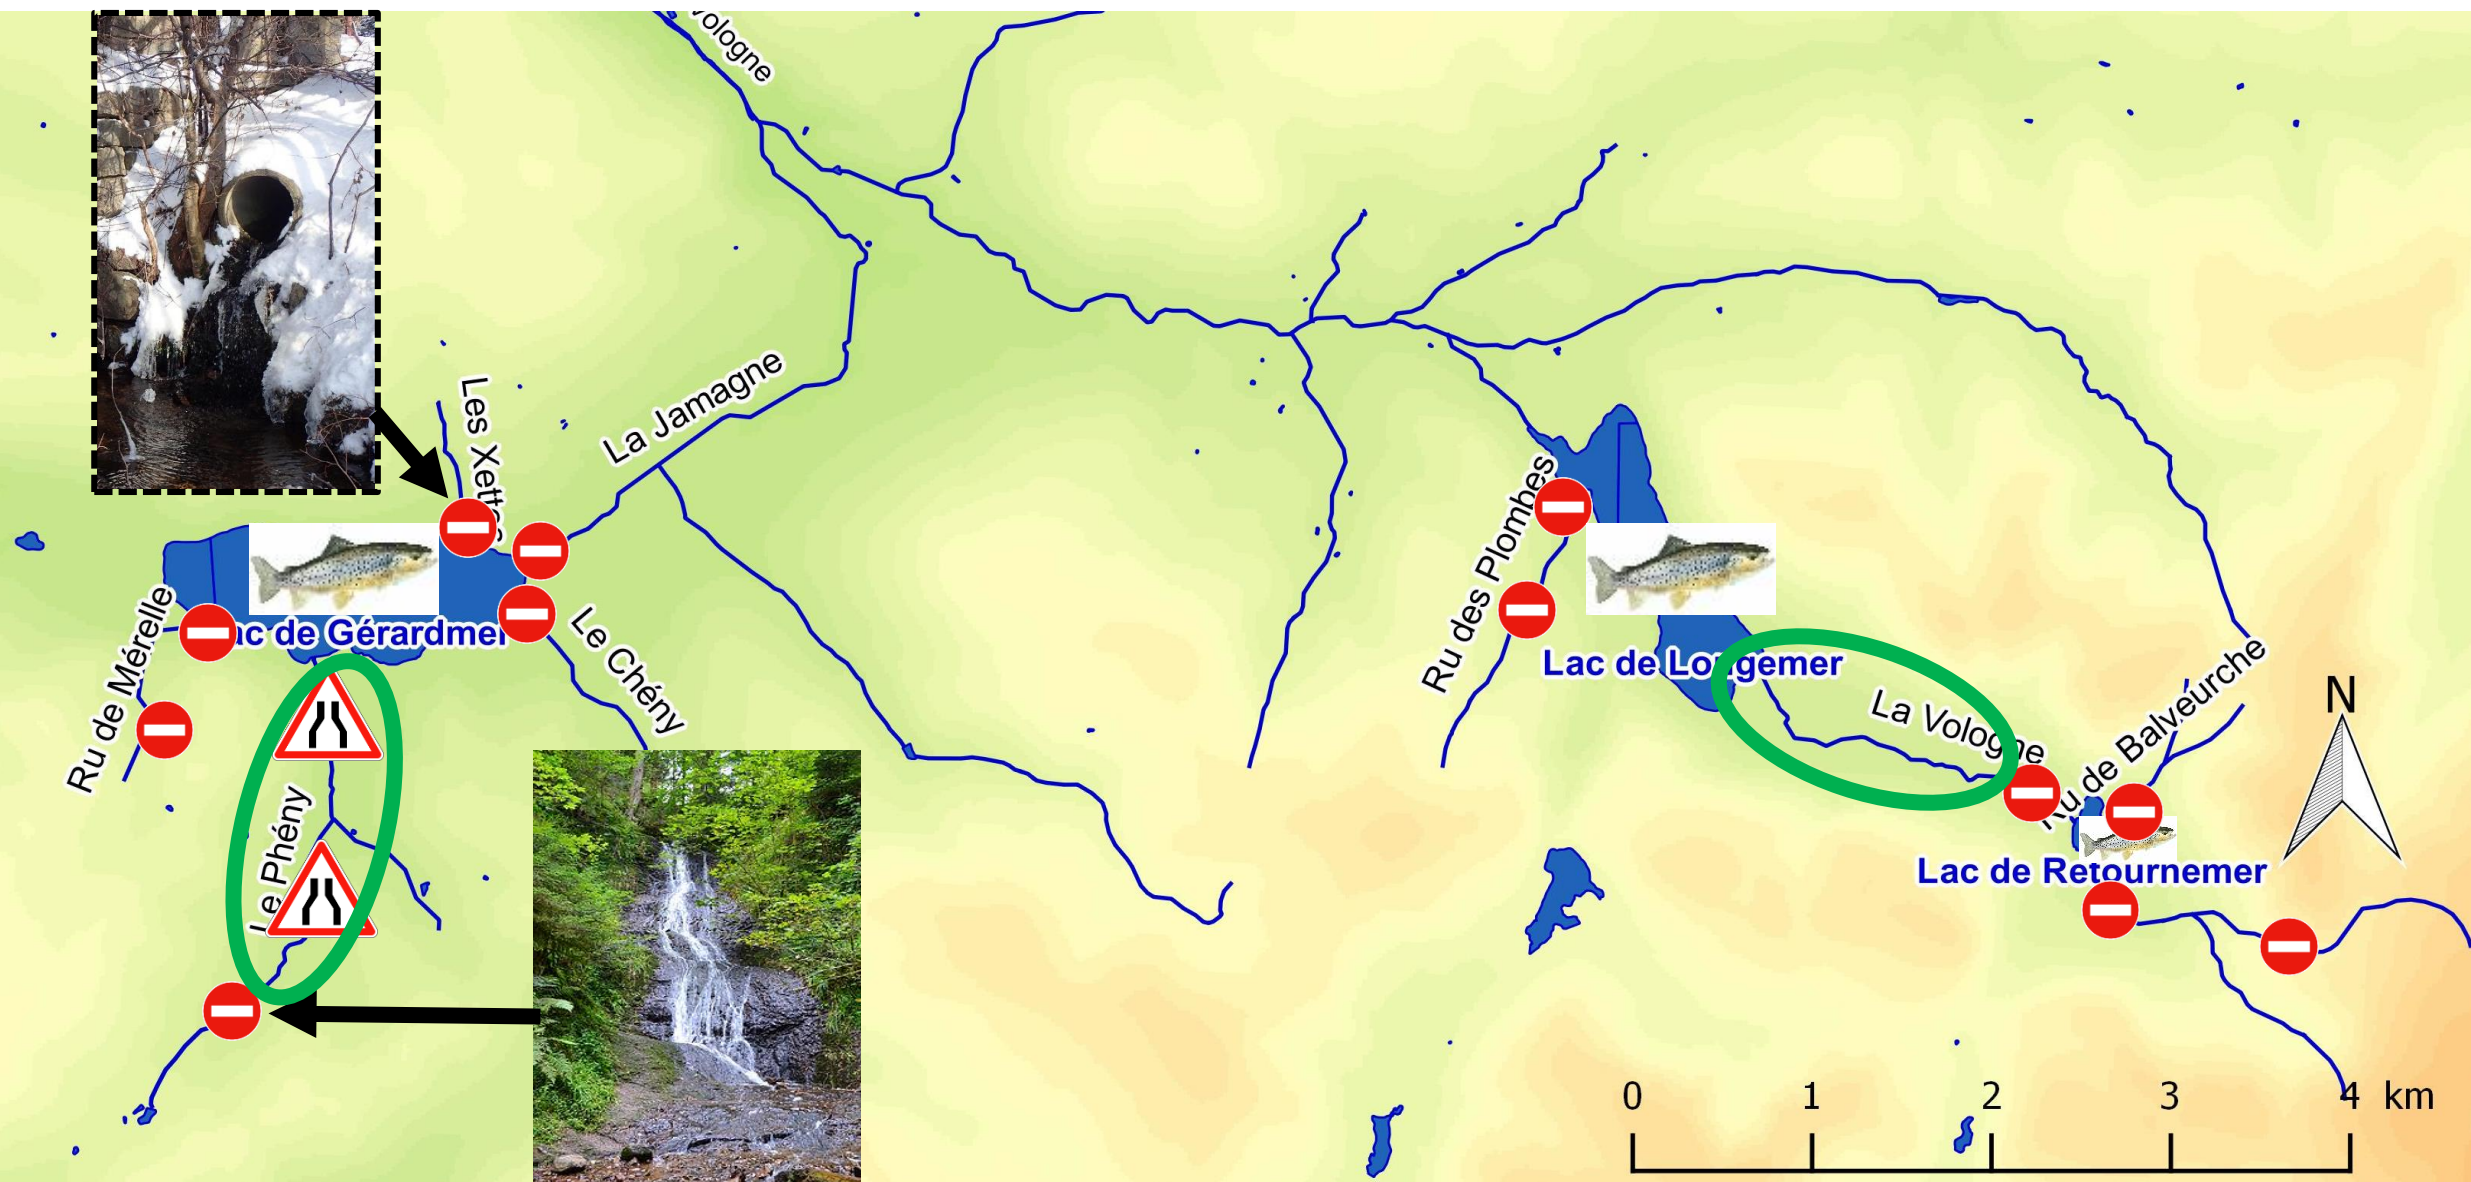 Vologne
La Jamagne
Les Xettes
Ru des Plombes
ac de Gérardmer
Le Chény
Ru de Mérelle
Lac de Longemer
La Vologne
Ru de Balveurche
N
Le Phény
Lac de Retournemer
0 1 2 3 4 km